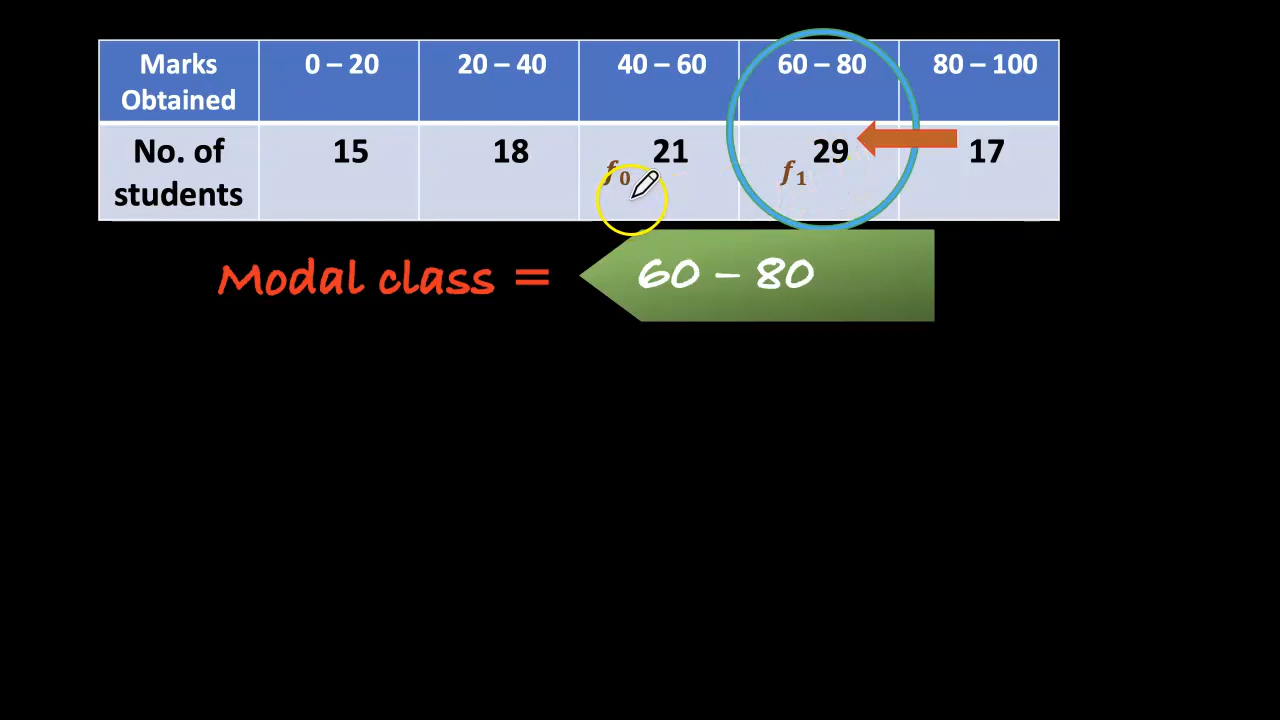 Marks Obtained 0 – 20 20 – 40 40 – 60 60 – 80 80 – 100
No. of students 15 18 21 29 17
f₀ f₁
Modal class = 60 – 80